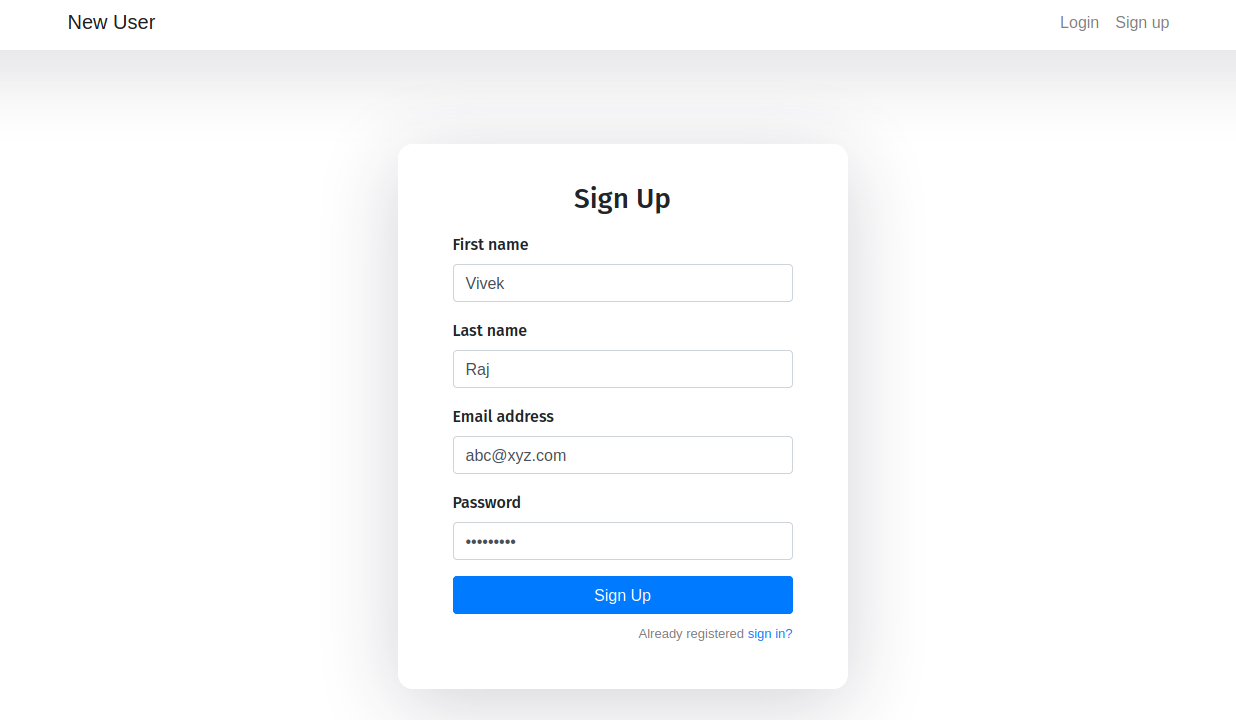 New User
Login Sign up
Sign Up
First name
Vivek
Last name
Raj
Email address
abc@xyz.com
Password
•••••••••
Sign Up
Already registered sign in?